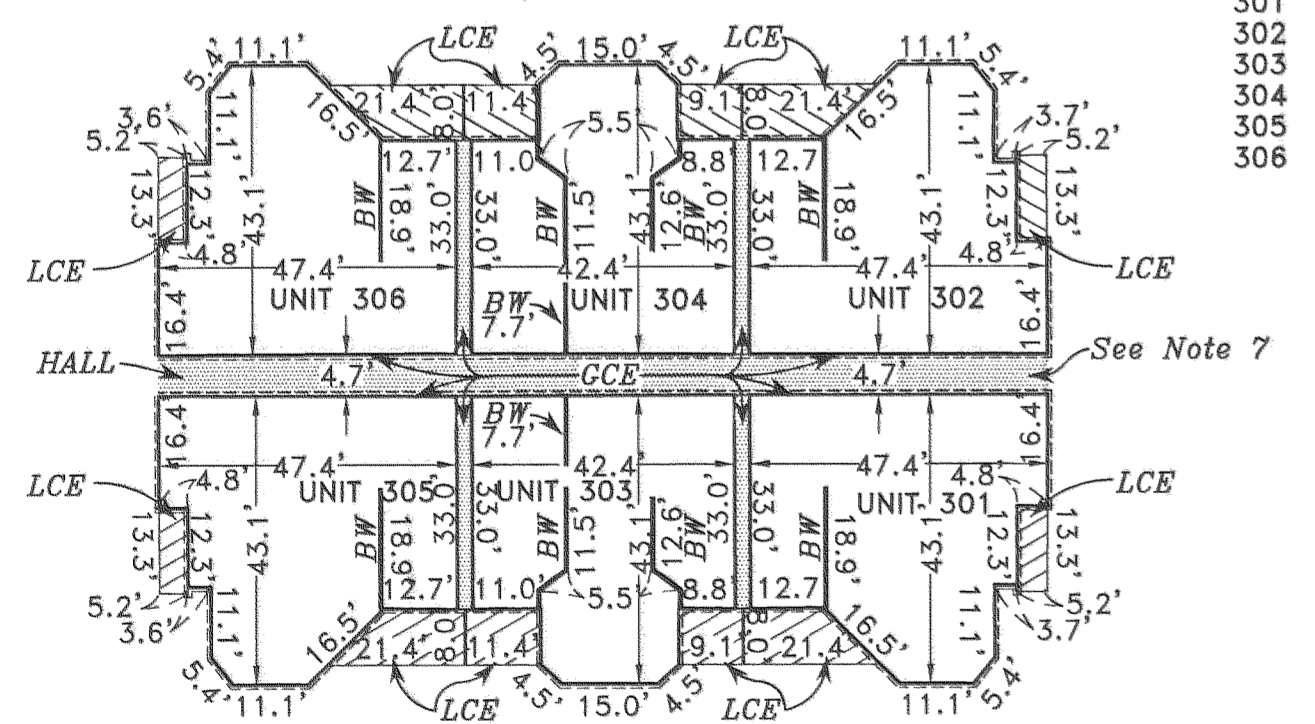 301
302
303
304
305
306
LCE LCE
5.4' 11.1' 4.5' 15.0' 4.5' 11.1' 5.4'
11.1' 16.5' 21.4' 8.0' 11.4' 5.5' 9.1' 8.0' 21.4' 16.5' 11.1'
3.6' 3.7'
5.2' 5.2'
12.7' 11.0' 8.8' 12.7
13.3' 12.3' 43.1' BW 18.9' 33.0' 33.0' BW 11.5' 43.1' 12.6' BW 33.0' 33.0' BW 18.9' 43.1' 12.3' 13.3'
LCE 4.8' 4.8' LCE
47.4' 42.4' 47.4'
UNIT 306 UNIT 304 UNIT 302
16.4' BW 7.7' 16.4'
HALL See Note 7
4.7' GCE 4.7'
16.4 BW 7.7' 16.4
47.4' 42.4' 47.4'
LCE 4.8' 4.8' LCE
UNIT 305 UNIT 303 UNIT 301
13.3' 12.3' 43.1' BW 18.9' 33.0' 33.0' BW 11.5' 43.1' 12.6' BW 33.0' 33.0' BW 18.9' 43.1 12.3' 13.3'
12.7' 11.0' 5.5' 8.8' 12.7
5.2' 5.2'
3.6' 3.7'
11.1' 16.5' 21.4' 8.0' 11.4' 9.1' 8.0' 21.4' 16.5' 11.1'
5.4' 11.1' 4.5' 15.0' 4.5' 11.1' 5.4'
LCE LCE